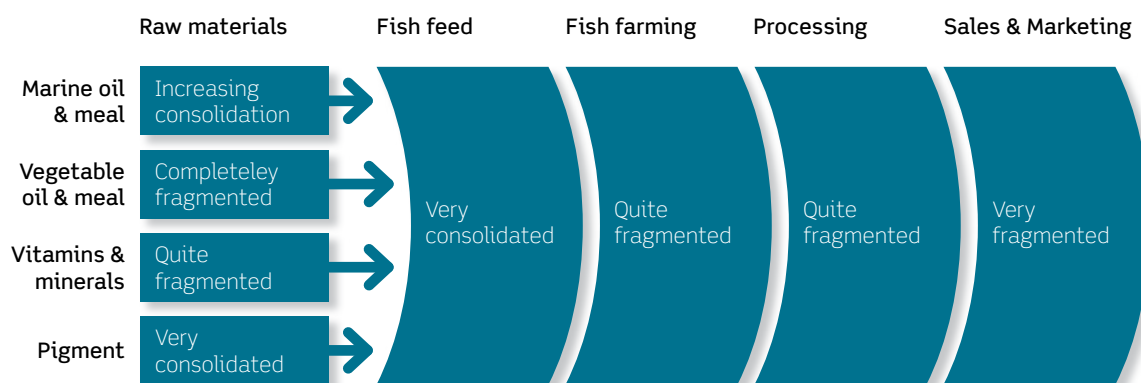 Raw materials
Fish feed
Fish farming
Processing
Sales & Marketing
Marine oil
& meal
Increasing
consolidation
Vegetable
oil & meal
Completeley
fragmented
Vitamins &
minerals
Quite
fragmented
Pigment
Very
consolidated
Very
consolidated
Quite
fragmented
Quite
fragmented
Very
fragmented